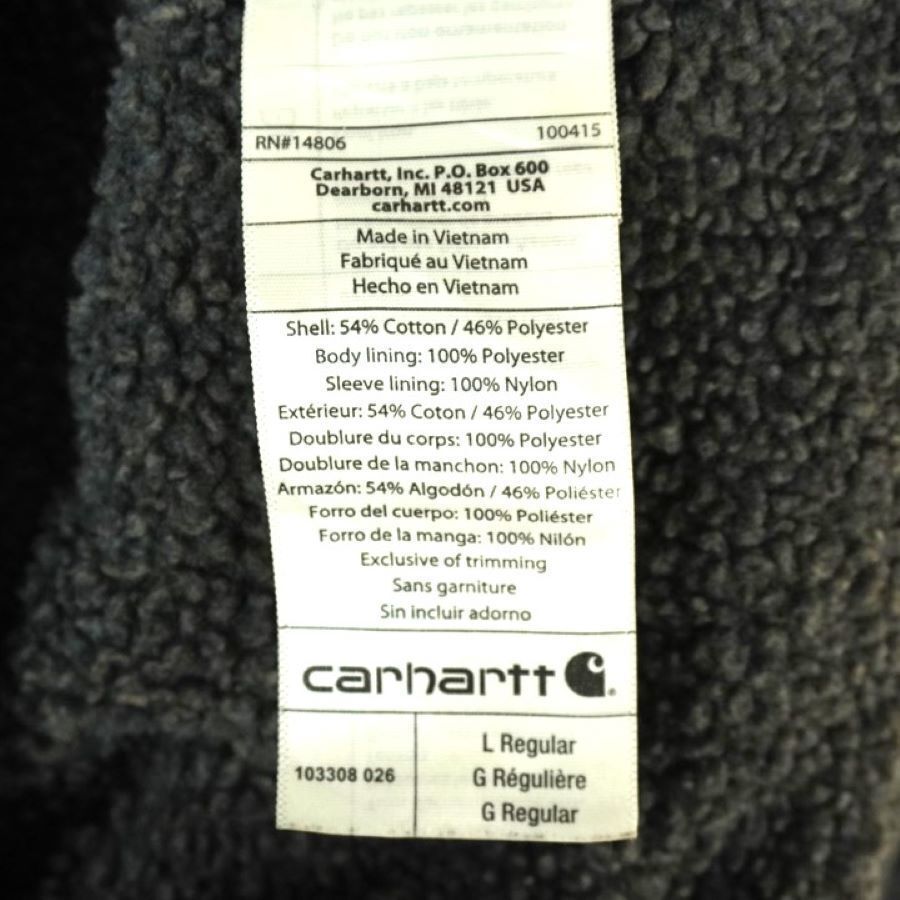 RN#14806 100415
Carhartt, Inc. P.O. Box 600
Dearborn, MI 48121 USA
carhartt.com
Made in Vietnam
Fabriqué au Vietnam
Hecho en Vietnam
Shell: 54% Cotton / 46% Polyester
Body lining: 100% Polyester
Sleeve lining: 100% Nylon
Extérieur: 54% Coton / 46% Polyester
Doublure du corps: 100% Polyester
Doublure de la manchon: 100% Nylon
Armazón: 54% Algodón / 46% Poliéster
Forro del cuerpo: 100% Poliéster
Forro de la manga: 100% Nilón
Exclusive of trimming
Sans garniture
Sin incluir adorno
carhartt
L Regular
103308 026 G Régulière
G Regular